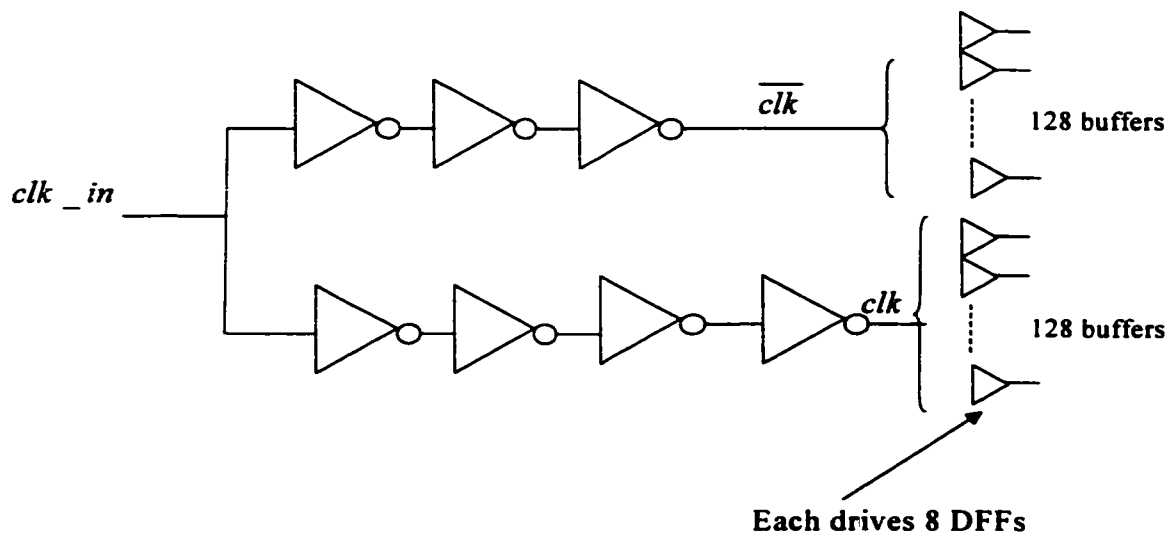 clk
128 buffers
clk _ in
clk
128 buffers
Each drives 8 DFFs